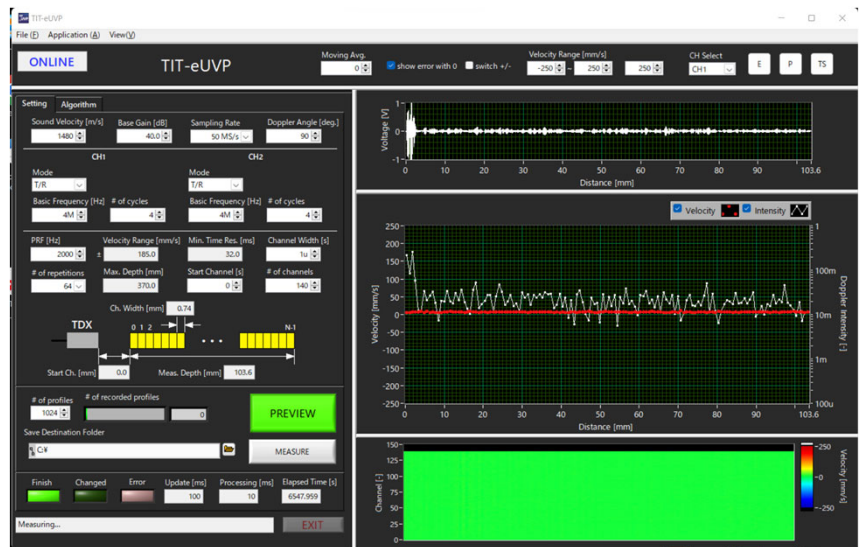 TIT-eUVP
File (F) Application (A) View(V)
ONLINE
TIT-eUVP
Moving Avg.
0
show error with 0
switch +/-
Velocity Range [mm/s]
-250 ~ 250 250
CH Select
CH1
E P TS
Setting Algorithm
Sound Velocity [m/s] Base Gain [dB] Sampling Rate Doppler Angle [deg.]
1480 40.0 50 MS/s 90
CH1 CH2
Mode Mode
T/R T/R
Basic Frequency [Hz] # of cycles Basic Frequency [Hz] # of cycles
4M 4 4M 4
PRF [Hz] Velocity Range [mm/s] Min. Time Res. [ms] Channel Width [s]
2000 ± 185.0 32.0 1u
# of repetitions Max. Depth [mm] Start Channel [s] # of channels
64 370.0 0 140
Ch. Width [mm] 0.74
TDX 0 1 2 N-1
Start Ch. [mm] 0.0 Meas. Depth [mm] 103.6
# of profiles # of recorded profiles
1024 0
PREVIEW
Save Destination Folder
C:¥
MEASURE
Finish Changed Error Update [ms] Processing [ms] Elapsed Time [s]
100 10 6547.959
Measuring...
EXIT
Voltage [V]
1
0
-1
0 10 20 30 40 50 60 70 80 90 103.6
Distance [mm]
Velocity Intensity
Velocity [mm/s]
250
200
150
100
50
0
-50
-100
-150
-200
-250
1
100m
10m
1m
100u
Doppler Intensity [-]
0 10 20 30 40 50 60 70 80 90 103.6
Distance [mm]
Channel [-]
150
125
100
75
50
25
0
-250
-0
--250
Velocity [mm/s]